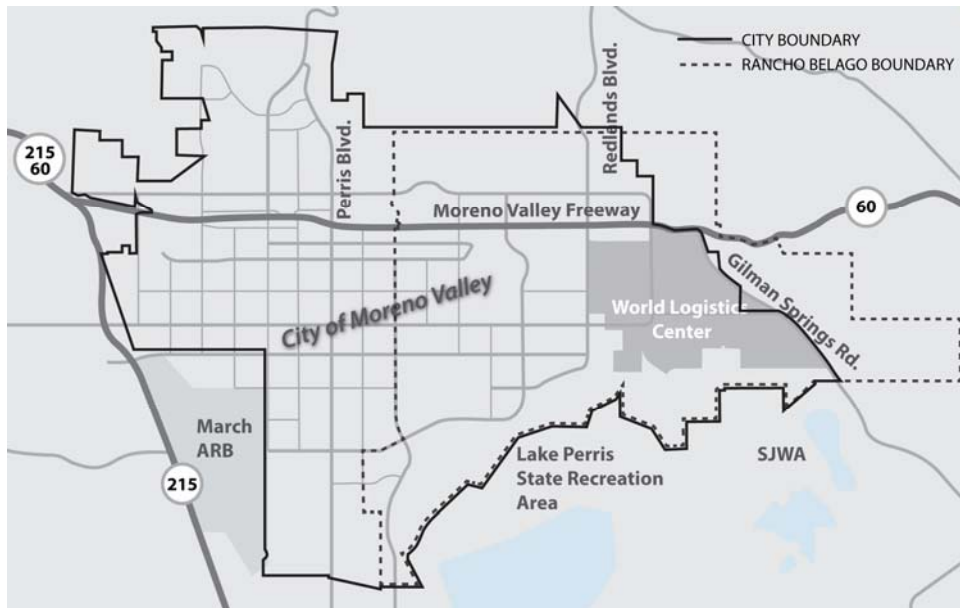 CITY BOUNDARY
RANCHO BELAGO BOUNDARY
Redlands Blvd.
Perris Blvd.
215
60
Moreno Valley Freeway
60
Gilman Springs Rd.
City of Moreno Valley
World Logistics
Center
March
ARB
Lake Perris
State Recreation
Area
SJWA
215